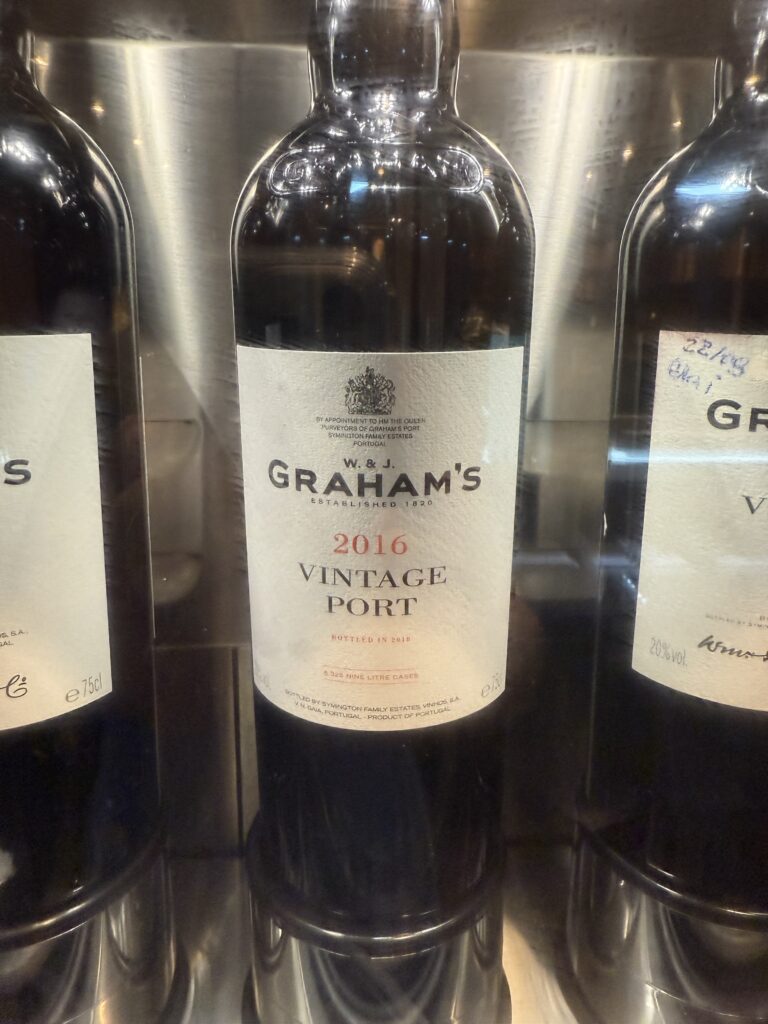 GRAHAM
BY APPOINTMENT TO HM THE QUEEN
PURVEYORS OF GRAHAM'S PORT
SYMINGTON FAMILY ESTATES
PORTUGAL
W. & J.
GRAHAM'S
ESTABLISHED 1820
2016
VINTAGE
PORT
BOTTLED IN 2018
NINE LITRE CASES
BOTTLED BY SYMINGTON FAMILY ESTATES, VINHOS, S.A.
V. N. GAIA, PORTUGAL - PRODUCT OF PORTUGAL
S
e 75cl
GR
V
20% vol.